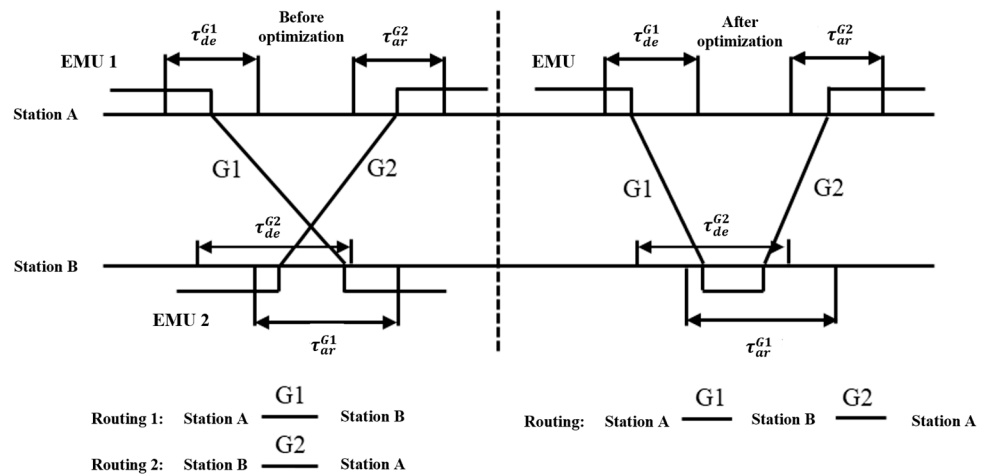 Before optimization
After optimization
τ_de^G1
τ_ar^G2
τ_de^G1
τ_ar^G2
EMU 1
EMU
Station A
G1
G2
G1
G2
τ_de^G2
τ_de^G2
Station B
EMU 2
τ_ar^G1
τ_ar^G1
Routing 1: Station A G1 Station B
Routing: Station A G1 Station B G2 Station A
Routing 2: Station B G2 Station A